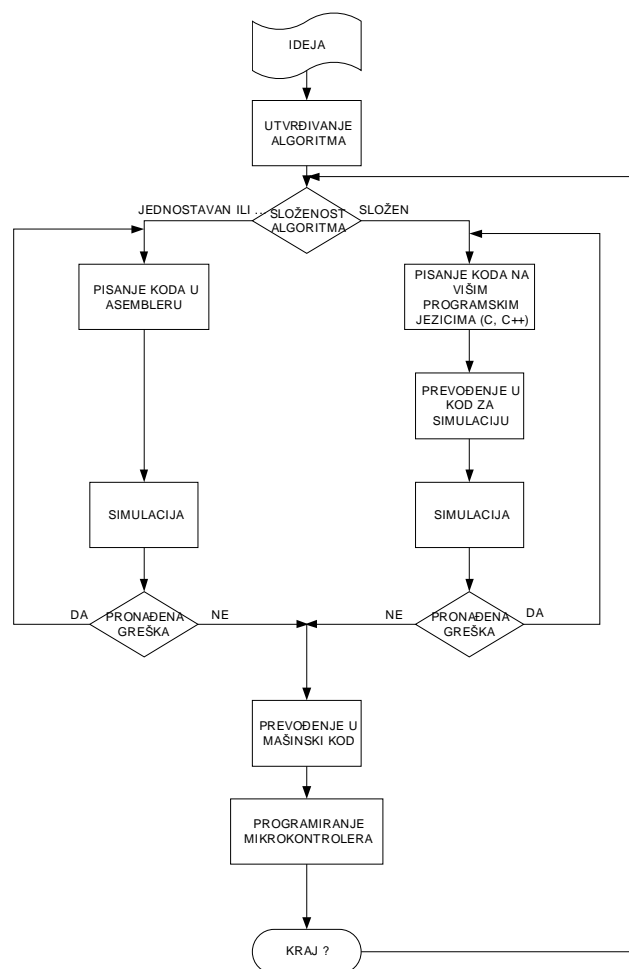 IDEJA
UTVRĐIVANJE
ALGORITMA
JEDNOSTAVAN ILI ...
SLOŽENOST
ALGORITMA
SLOŽEN
PISANJE KODA U
ASEMBLERU
PISANJE KODA NA
VIŠIM
PROGRAMSKIM
JEZICIMA (C, C++)
PREVOĐENJE U
KOD ZA
SIMULACIJU
SIMULACIJA
SIMULACIJA
DA
PRONAĐENA
GREŠKA
NE
NE
PRONAĐENA
GREŠKA
DA
PREVOĐENJE U
MAŠINSKI KOD
PROGRAMIRANJE
MIKROKONTROLERA
KRAJ ?